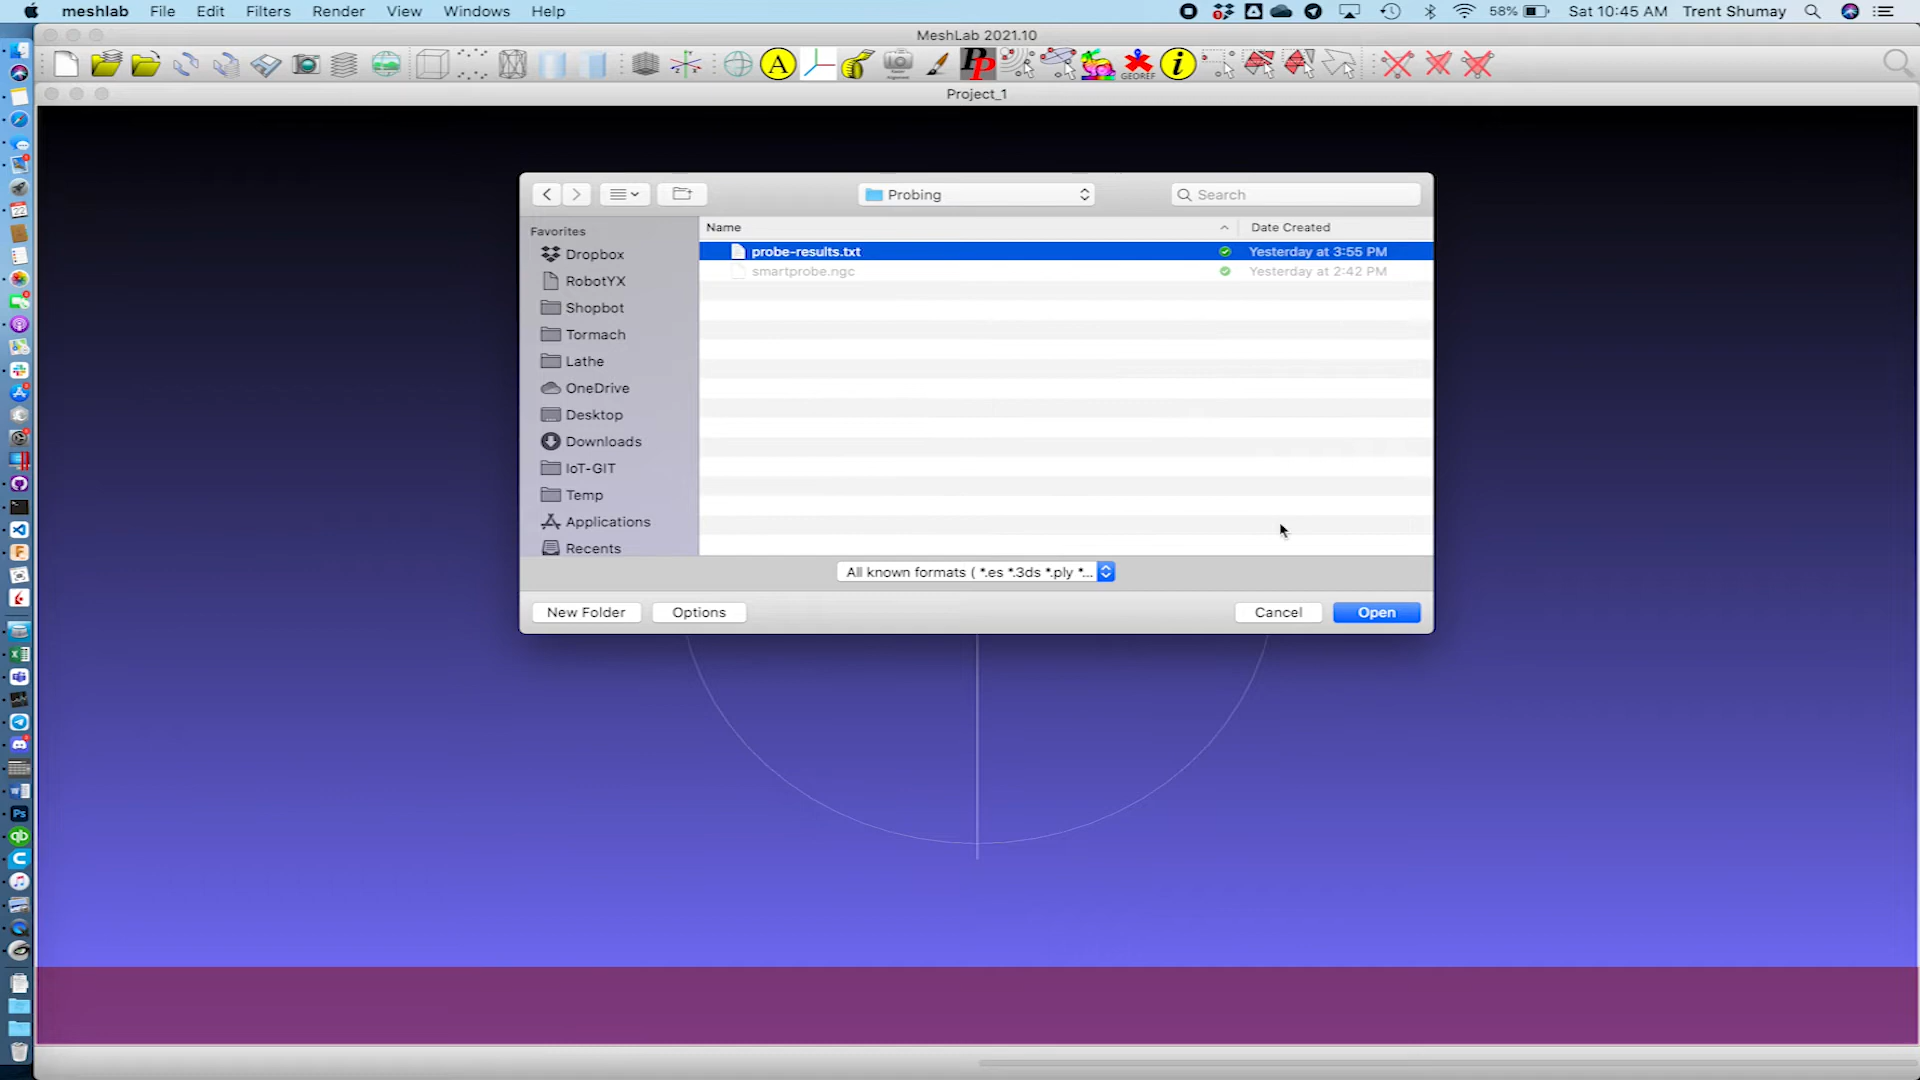 meshlab File Edit Filters Render View Windows Help 58% Sat 10:45 AM Trent Shumay
MeshLab 2021.10
A PP GEOREF i
Project_1
Probing Search
Favorites
Name Date Created
Dropbox
probe-results.txt Yesterday at 3:55 PM
smartprobe.ngc Yesterday at 2:42 PM
RobotYX
Shopbot
Tormach
Lathe
OneDrive
Desktop
Downloads
IoT-GIT
Temp
Applications
Recents
All known formats ( *.es *.3ds *.ply *...
New Folder Options Cancel Open